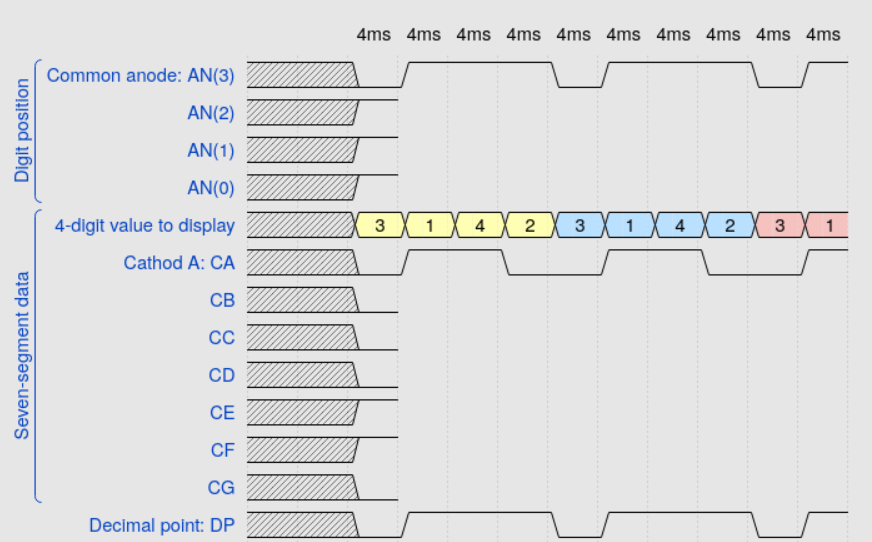 4ms 4ms 4ms 4ms 4ms 4ms 4ms 4ms 4ms 4ms
Digit position
Common anode: AN(3)
AN(2)
AN(1)
AN(0)
Seven-segment data
4-digit value to display 3 1 4 2 3 1 4 2 3 1
Cathod A: CA
CB
CC
CD
CE
CF
CG
Decimal point: DP